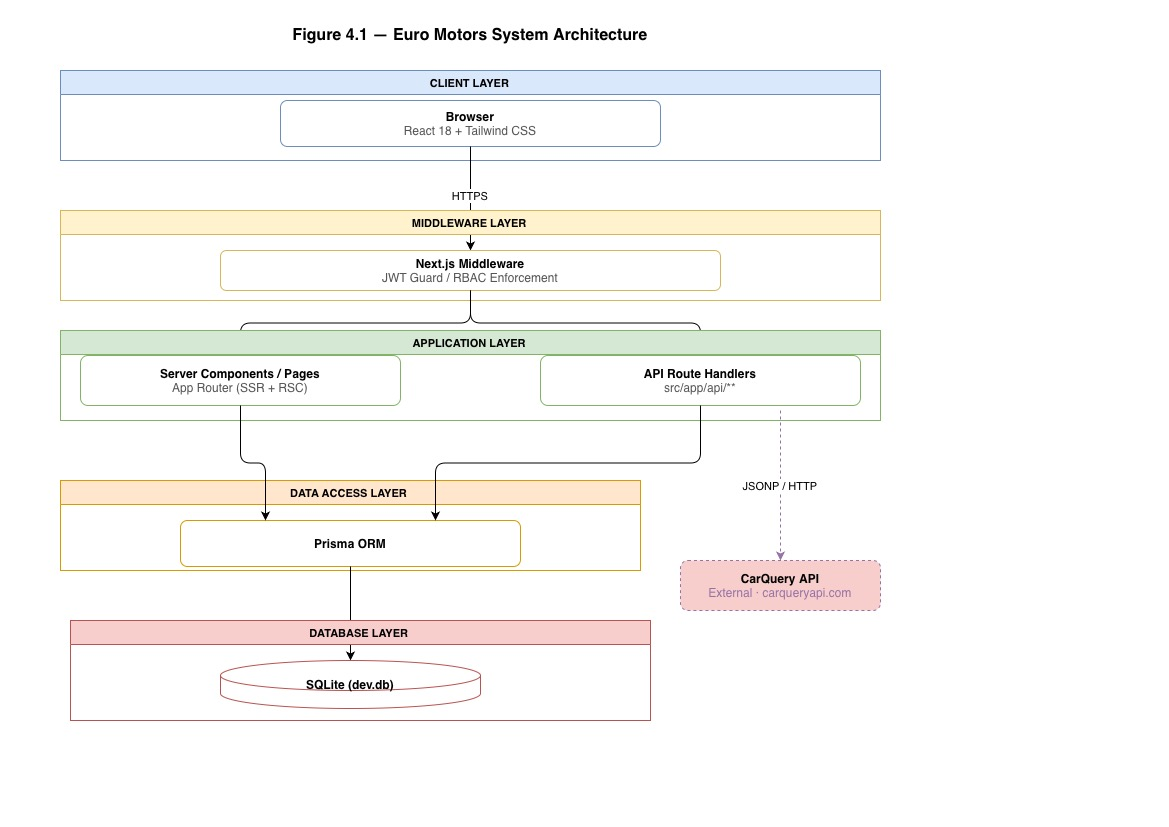 Figure 4.1 — Euro Motors System Architecture
CLIENT LAYER
Browser
React 18 + Tailwind CSS
HTTPS
MIDDLEWARE LAYER
Next.js Middleware
JWT Guard / RBAC Enforcement
APPLICATION LAYER
Server Components / Pages
App Router (SSR + RSC)
API Route Handlers
src/app/api/**
DATA ACCESS LAYER
JSONP / HTTP
Prisma ORM
CarQuery API
External · carqueryapi.com
DATABASE LAYER
SQLite (dev.db)